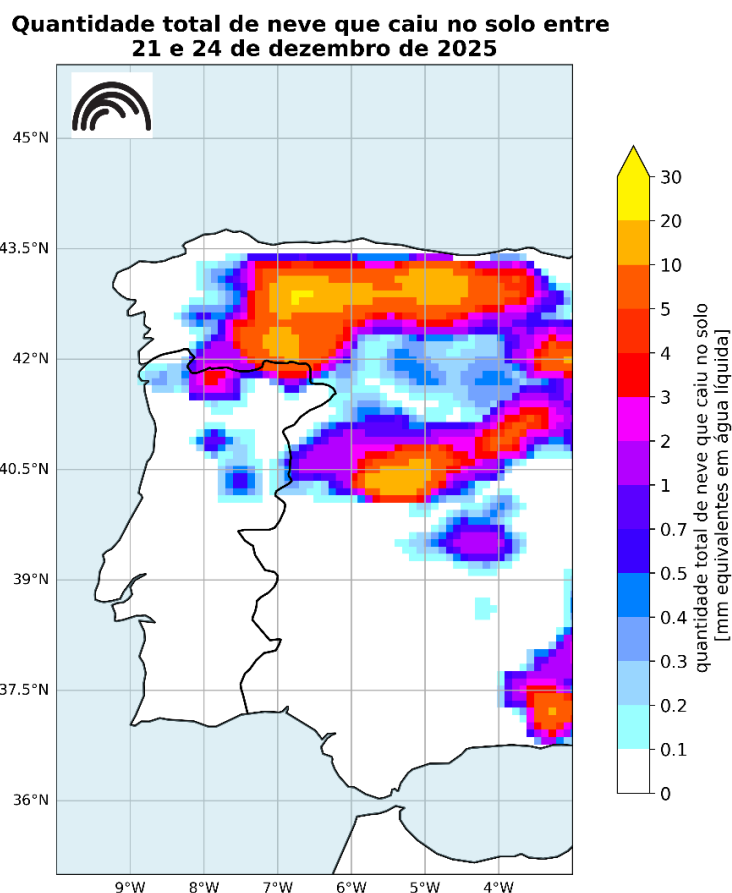 Quantidade total de neve que caiu no solo entre
21 e 24 de dezembro de 2025
45°N
43.5°N
42°N
40.5°N
39°N
37.5°N
36°N
9°W
8°W
7°W
6°W
5°W
4°W
30
20
10
5
4
3
2
1
0.7
0.5
0.4
0.3
0.2
0.1
0
quantidade total de neve que caiu no solo
[mm equivalentes em água líquida]